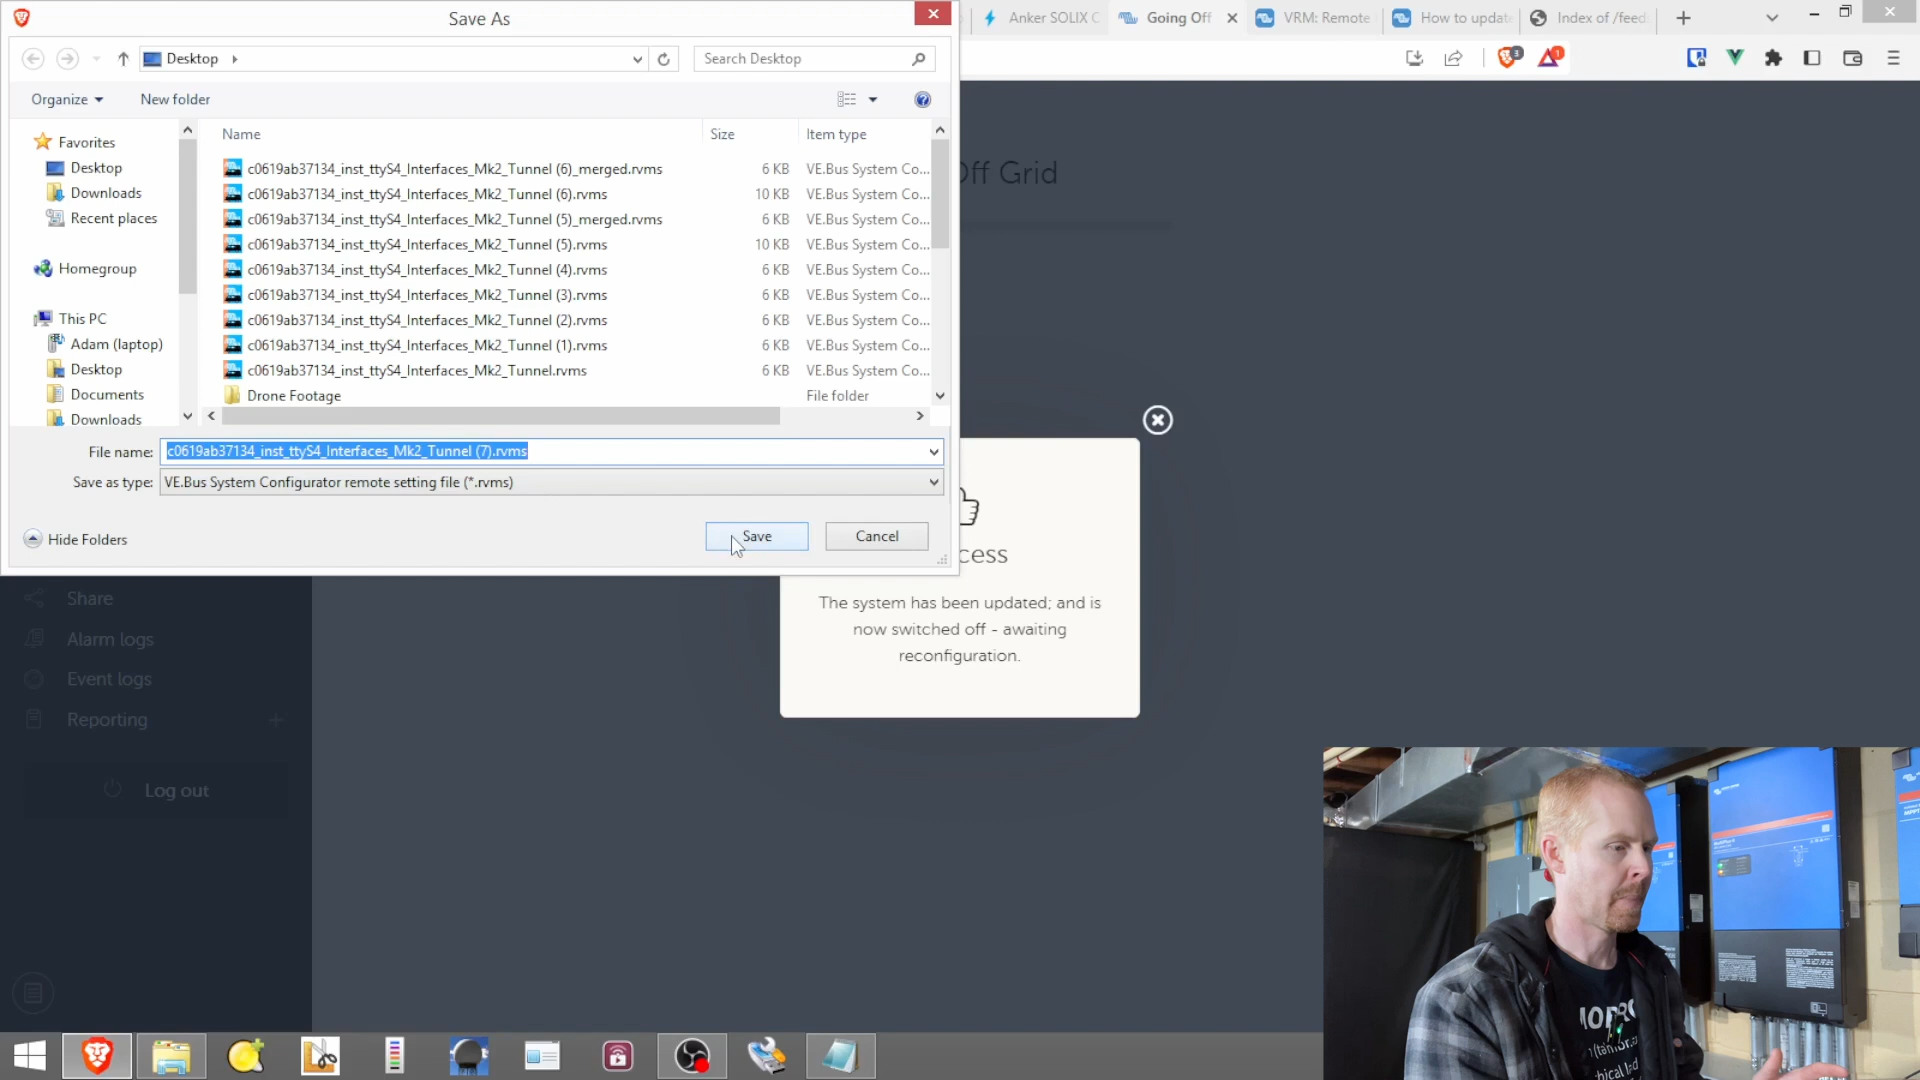 Save As
Anker SOLIX C
Going Off
VRM: Remote
How to update
Index of /feed
Desktop
Search Desktop
3
1
Organize
New folder
Name
Size
Item type
Favorites
Desktop
Downloads
Recent places
Homegroup
This PC
Adam (laptop)
Desktop
Documents
Downloads
c0619ab37134_inst_ttyS4_Interfaces_Mk2_Tunnel (6)_merged.rvms 6 KB VE.Bus System Co...
c0619ab37134_inst_ttyS4_Interfaces_Mk2_Tunnel (6).rvms 10 KB VE.Bus System Co...
c0619ab37134_inst_ttyS4_Interfaces_Mk2_Tunnel (5)_merged.rvms 6 KB VE.Bus System Co...
c0619ab37134_inst_ttyS4_Interfaces_Mk2_Tunnel (5).rvms 10 KB VE.Bus System Co...
c0619ab37134_inst_ttyS4_Interfaces_Mk2_Tunnel (4).rvms 6 KB VE.Bus System Co...
c0619ab37134_inst_ttyS4_Interfaces_Mk2_Tunnel (3).rvms 6 KB VE.Bus System Co...
c0619ab37134_inst_ttyS4_Interfaces_Mk2_Tunnel (2).rvms 6 KB VE.Bus System Co...
c0619ab37134_inst_ttyS4_Interfaces_Mk2_Tunnel (1).rvms 6 KB VE.Bus System Co...
c0619ab37134_inst_ttyS4_Interfaces_Mk2_Tunnel.rvms 6 KB VE.Bus System Co...
Drone Footage File folder
File name: c0619ab37134_inst_ttyS4_Interfaces_Mk2_Tunnel (7).rvms
Save as type: VE.Bus System Configurator remote setting file (*.rvms)
Hide Folders
Save
Cancel
Off Grid
cess
The system has been updated; and is
now switched off - awaiting
reconfiguration.
Share
Alarm logs
Event logs
Reporting
Log out